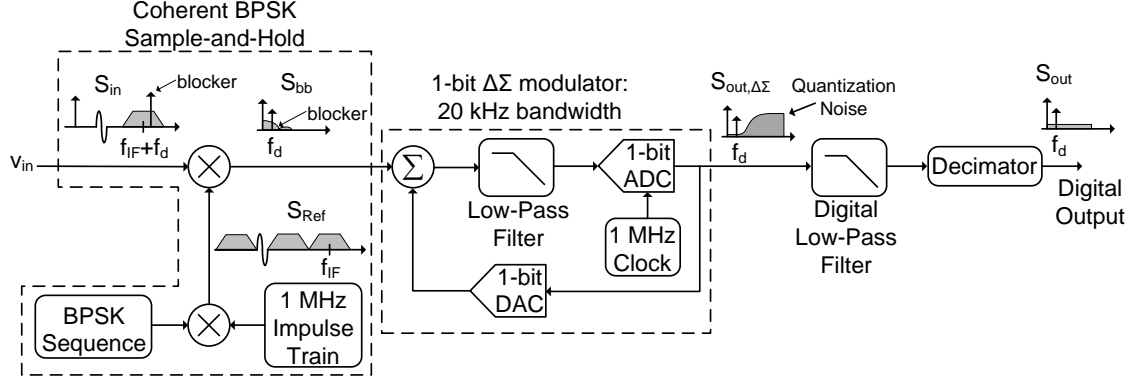 Coherent BPSK
Sample-and-Hold
S_in
blocker
f_IF+f_d
S_bb
blocker
f_d
v_in
S_Ref
f_IF
BPSK
Sequence
1 MHz
Impulse
Train
1-bit ΔΣ modulator:
20 kHz bandwidth
Σ
Low-Pass
Filter
1-bit
ADC
1 MHz
Clock
1-bit
DAC
S_out,ΔΣ
Quantization
Noise
f_d
Digital
Low-Pass
Filter
Decimator
S_out
f_d
Digital
Output